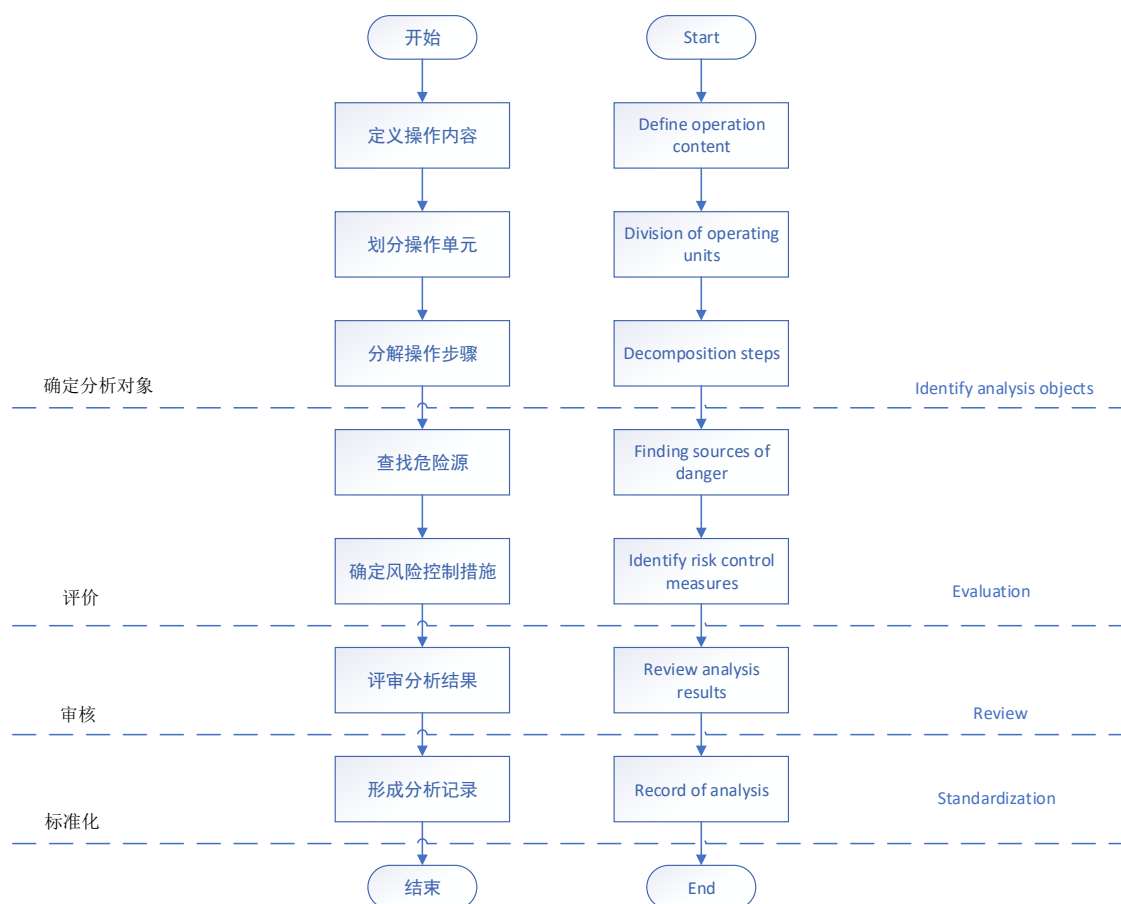 开始
Start
定义操作内容
Define operation
content
划分操作单元
Division of operating
units
分解操作步骤
Decomposition steps
确定分析对象
Identify analysis objects
查找危险源
Finding sources of
danger
确定风险控制措施
Identify risk control
measures
评价
Evaluation
评审分析结果
Review analysis
results
审核
Review
形成分析记录
Record of analysis
标准化
Standardization
结束
End